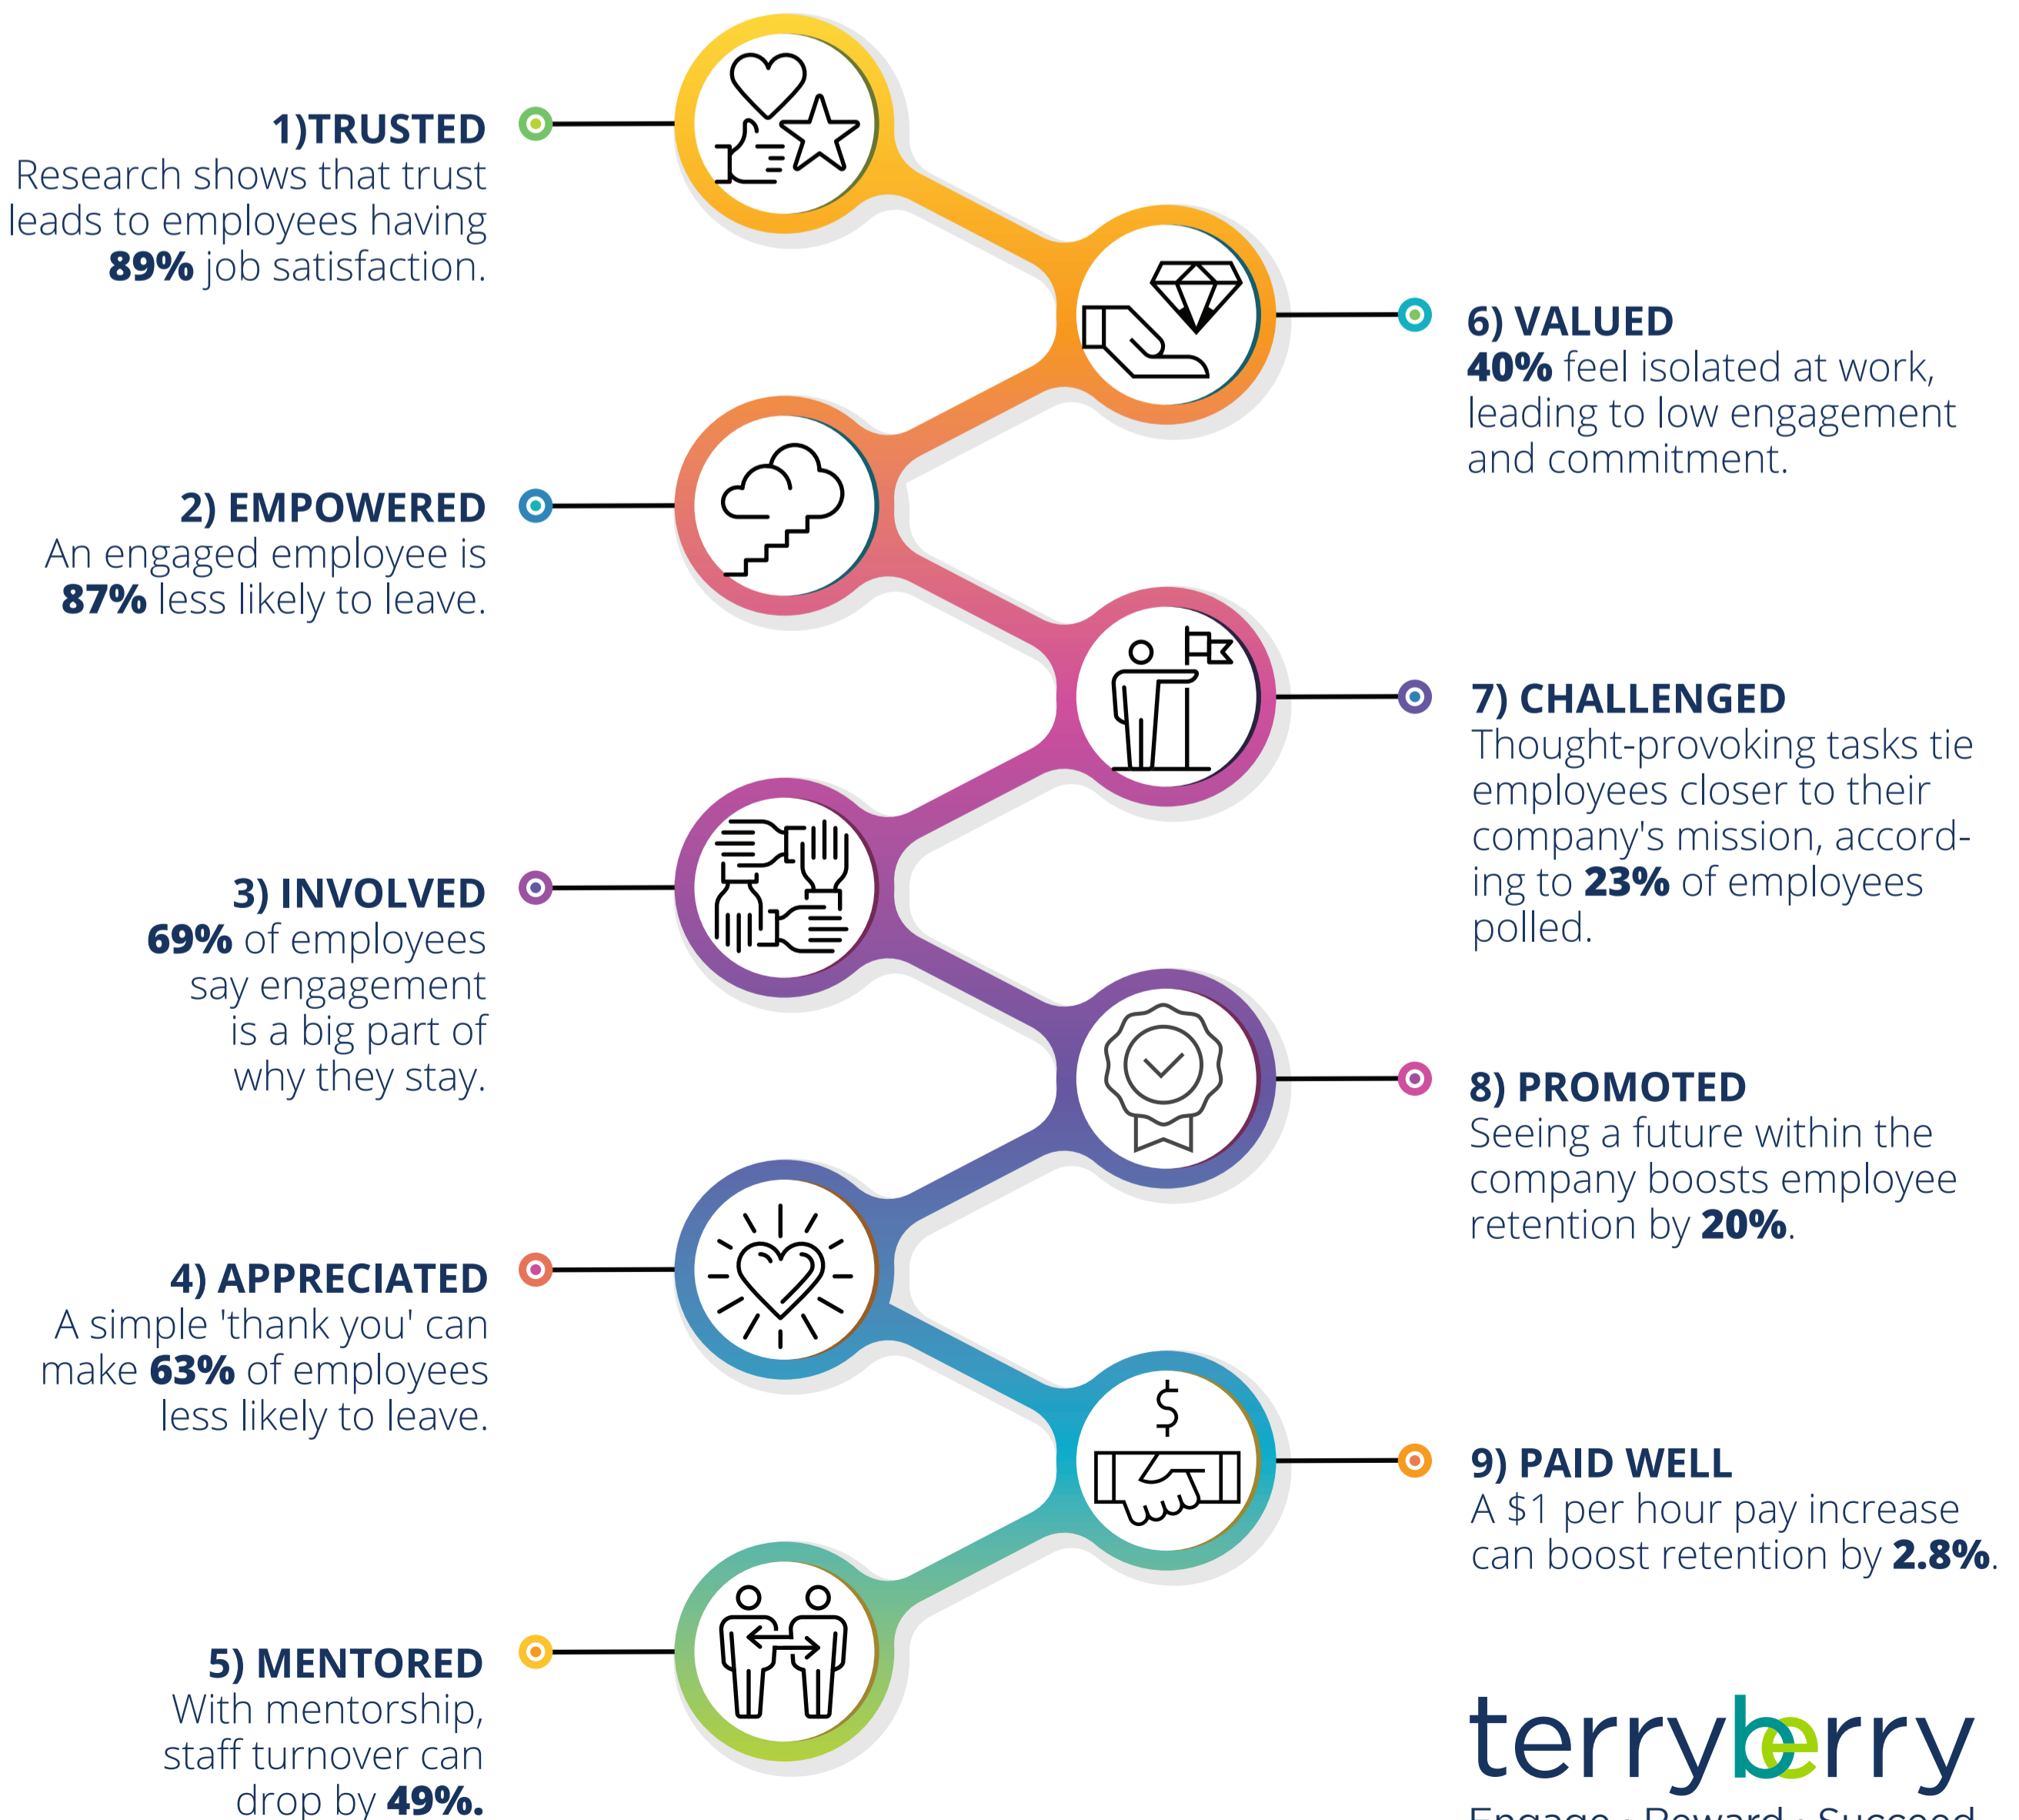 1)TRUSTED
Research shows that trust
leads to employees having
89% job satisfaction.
2) EMPOWERED
An engaged employee is
87% less likely to leave.
3) INVOLVED
69% of employees
say engagement
is a big part of
why they stay.
4) APPRECIATED
A simple 'thank you' can
make 63% of employees
less likely to leave.
5) MENTORED
With mentorship,
staff turnover can
drop by 49%.
6) VALUED
40% feel isolated at work,
leading to low engagement
and commitment.
7) CHALLENGED
Thought-provoking tasks tie
employees closer to their
company's mission, accord-
ing to 23% of employees
polled.
8) PROMOTED
Seeing a future within the
company boosts employee
retention by 20%.
$
9) PAID WELL
A $1 per hour pay increase
can boost retention by 2.8%.
terryberry
Engage · Reward · Succeed